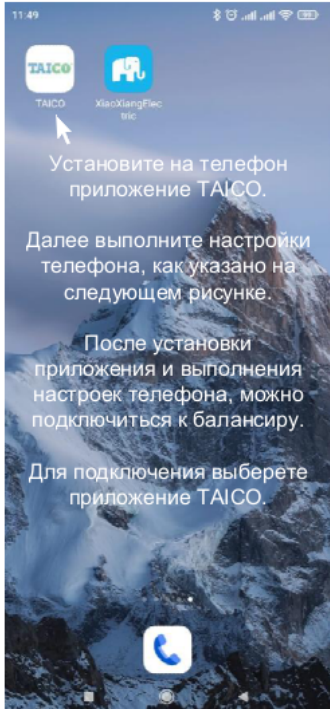 11:49
TAICO
TAICO XiaoXiangElec
tric
Установите на телефон
приложение TAICO.
Далее выполните настройки
телефона, как указано на
следующем рисунке.
После установки
приложения и выполнения
настроек телефона, можно
подключиться к балансиру.
Для подключения выберете
приложение TAICO.